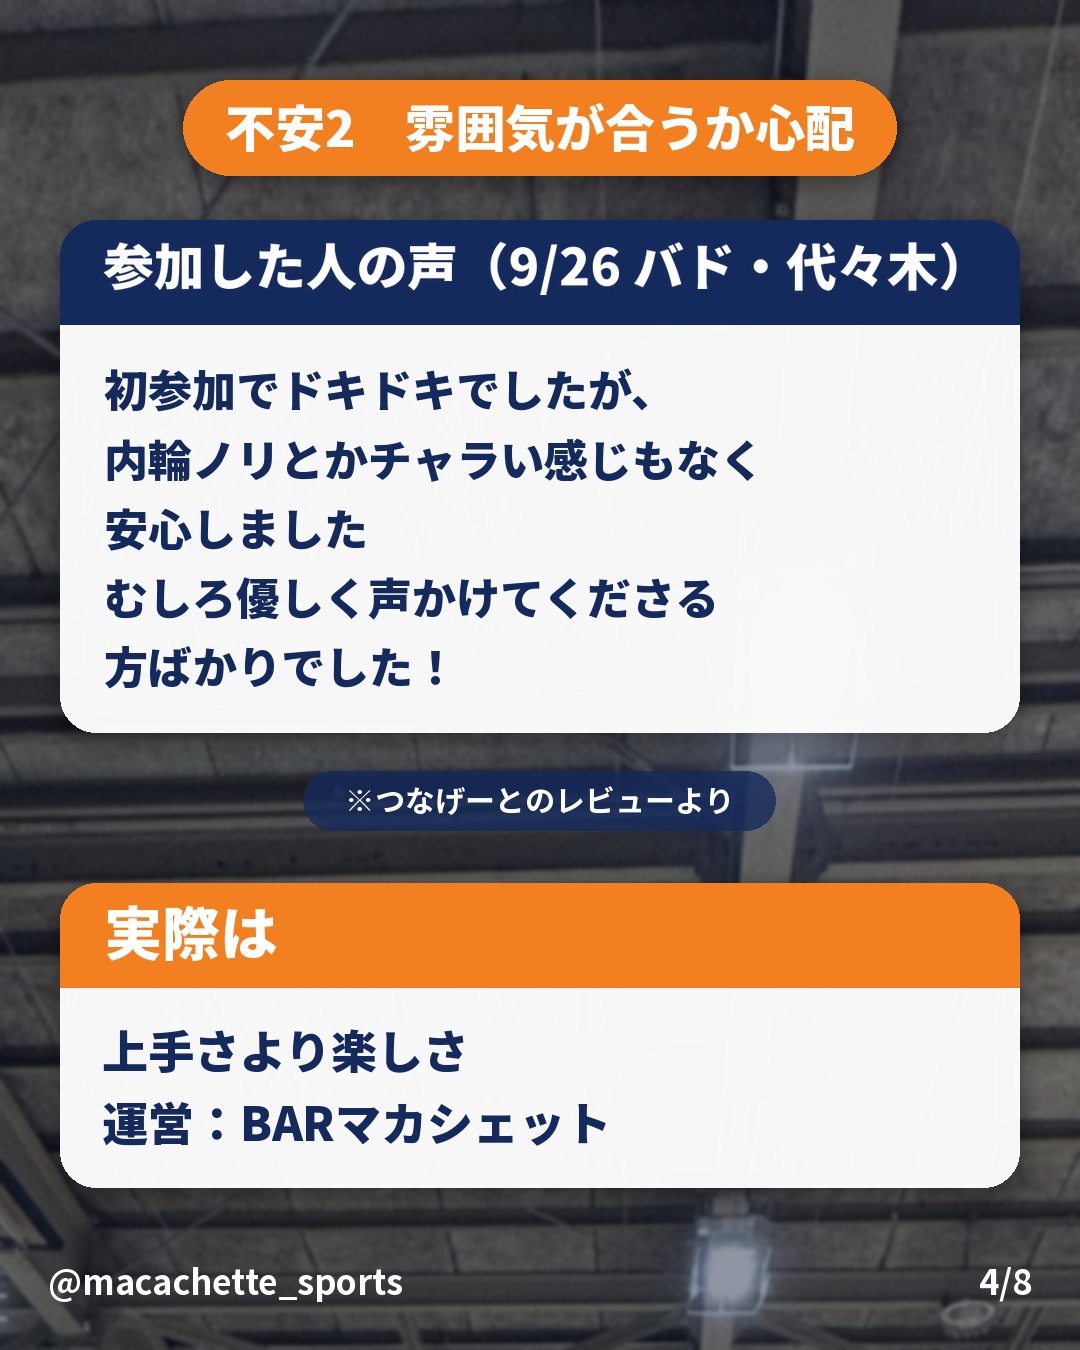 不安2　雰囲気が合うか心配
参加した人の声（9/26 バド・代々木）
初参加でドキドキでしたが、
内輪ノリとかチャラい感じもなく
安心しました
むしろ優しく声かけてくださる
方ばかりでした！
※つなげーとのレビューより
実際は
上手さより楽しさ
運営：BARマカシェット
@macachette_sports
4/8